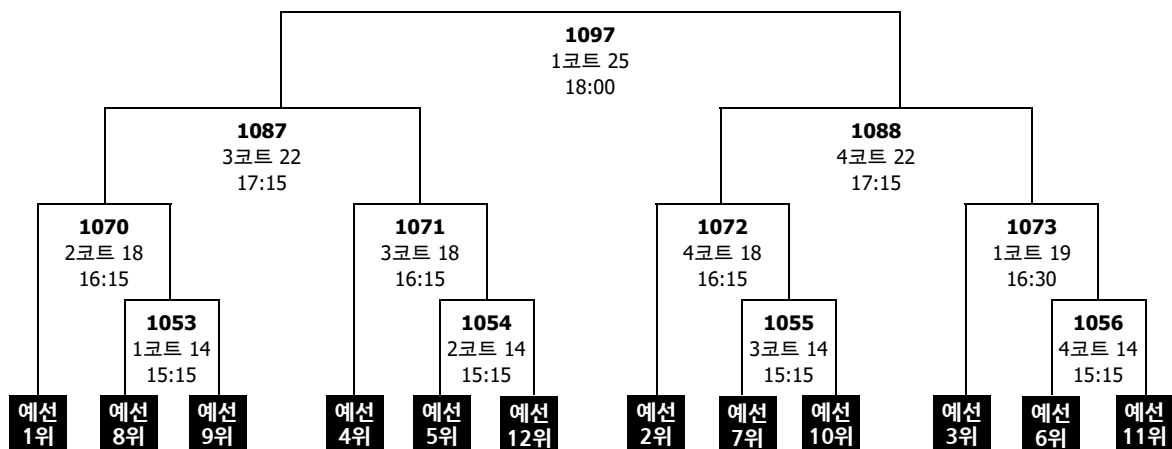 1097
1코트 25
18:00
1087
3코트 22
17:15
1088
4코트 22
17:15
1070
2코트 18
16:15
1071
3코트 18
16:15
1072
4코트 18
16:15
1073
1코트 19
16:30
1053
1코트 14
15:15
1054
2코트 14
15:15
1055
3코트 14
15:15
1056
4코트 14
15:15
예선
1위
예선
8위
예선
9위
예선
4위
예선
5위
예선
12위
예선
2위
예선
7위
예선
10위
예선
3위
예선
6위
예선
11위